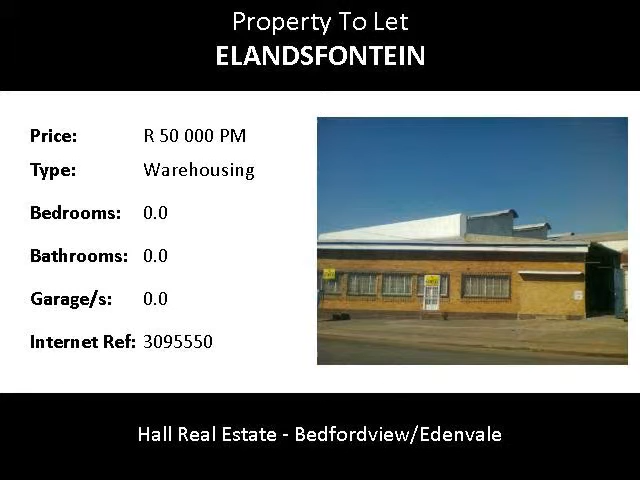 Property To Let
ELANDSFONTEIN
Price: R 50 000 PM
Type: Warehousing
Bedrooms: 0.0
Bathrooms: 0.0
Garage/s: 0.0
Internet Ref: 3095550
Hall Real Estate - Bedfordview/Edenvale